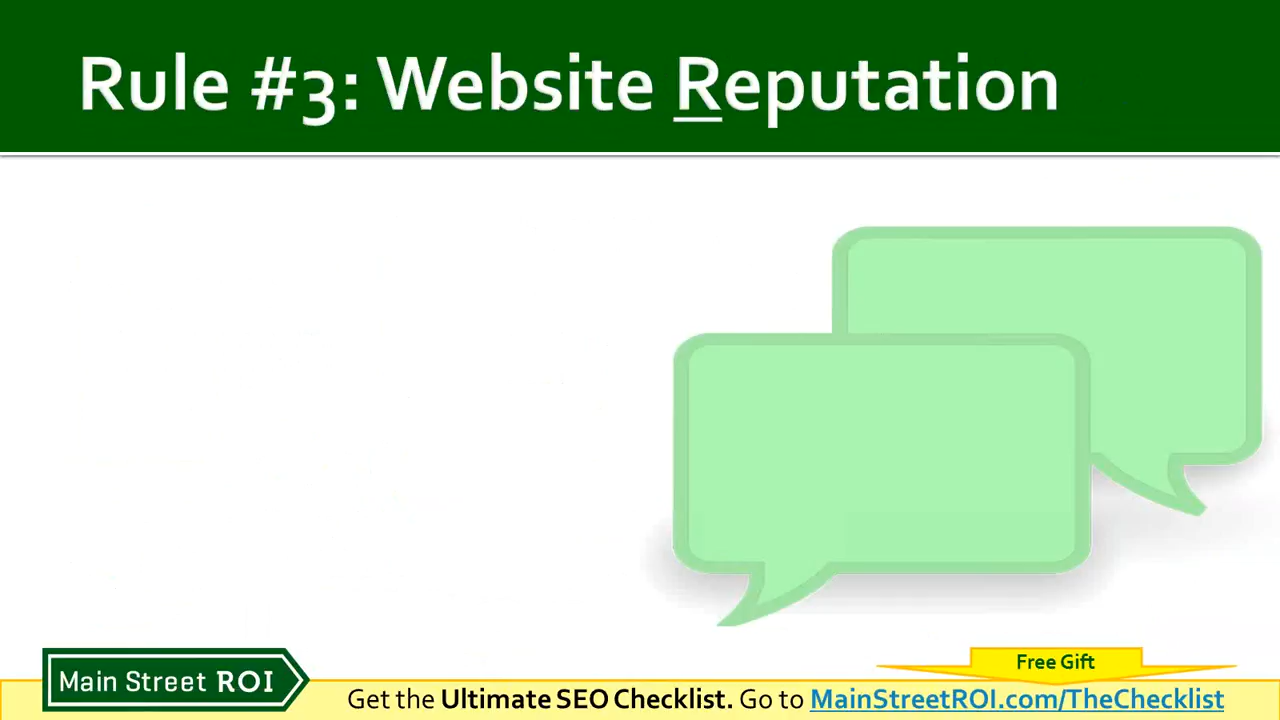 Rule #3: Website Reputation
Free Gift
Main Street ROI
Get the Ultimate SEO Checklist. Go to MainStreetROI.com/TheChecklist